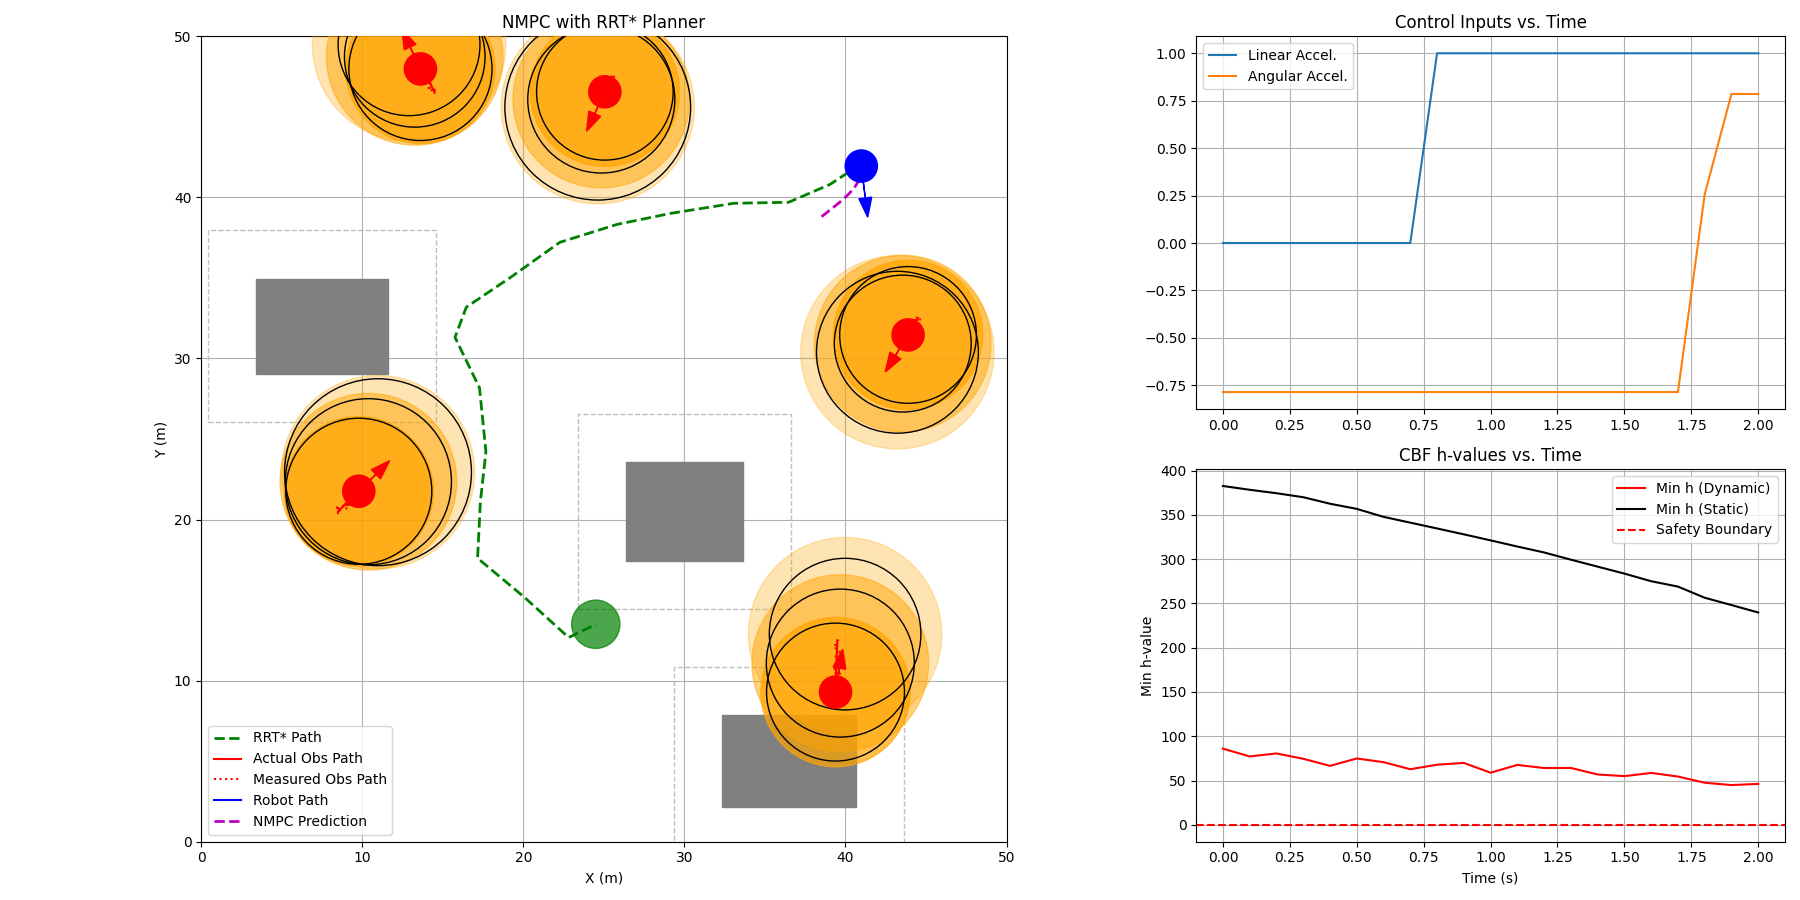 NMPC with RRT* Planner
50
40
30
20
10
0
Y (m)
RRT* Path
Actual Obs Path
Measured Obs Path
Robot Path
NMPC Prediction
0 10 20 30 40 50
X (m)
Control Inputs vs. Time
Linear Accel.
Angular Accel.
1.00
0.75
0.50
0.25
0.00
−0.25
−0.50
−0.75
0.00 0.25 0.50 0.75 1.00 1.25 1.50 1.75 2.00
CBF h-values vs. Time
Min h (Dynamic)
Min h (Static)
Safety Boundary
400
350
300
250
200
150
100
50
0
Min h-value
0.00 0.25 0.50 0.75 1.00 1.25 1.50 1.75 2.00
Time (s)